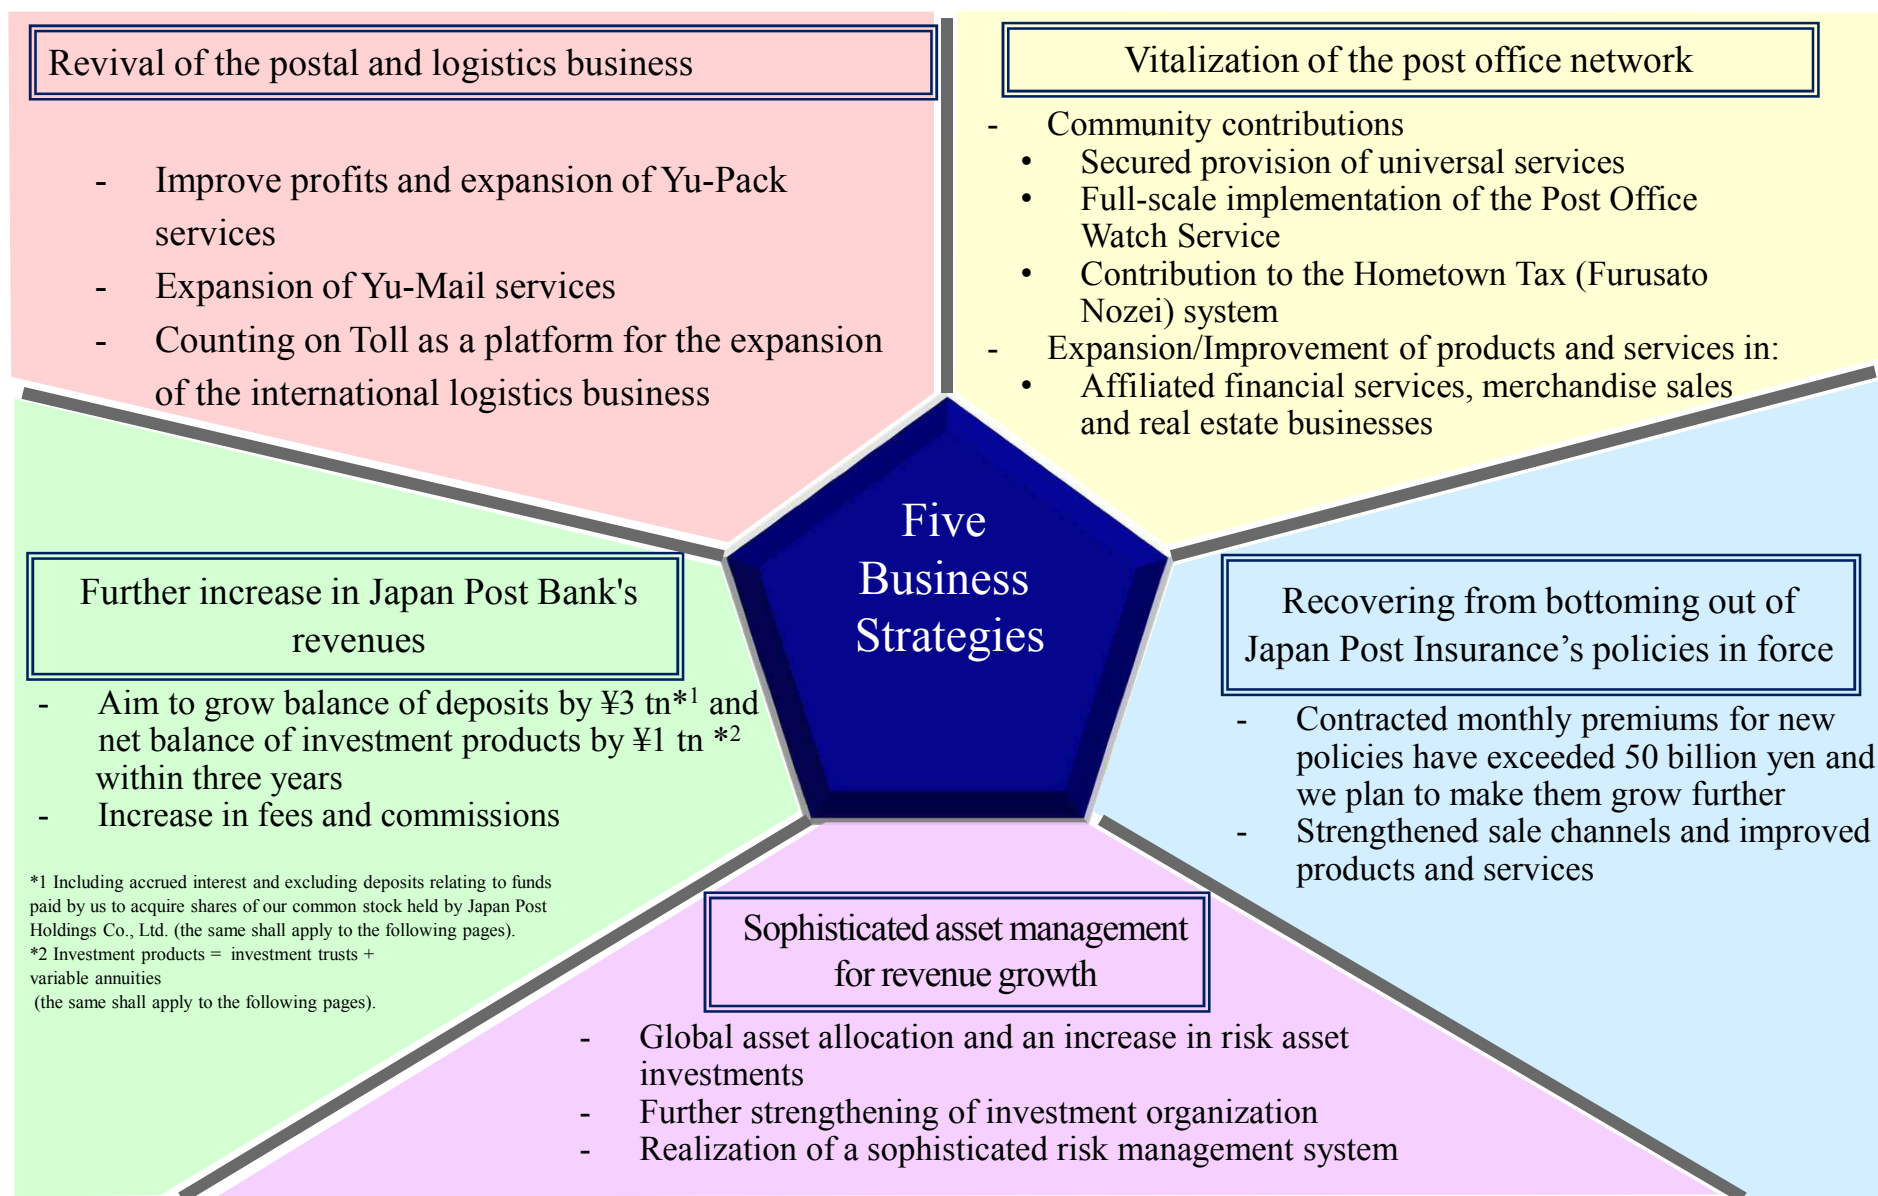 Revival of the postal and logistics business
- Improve profits and expansion of Yu-Pack
services
- Expansion of Yu-Mail services
- Counting on Toll as a platform for the expansion
of the international logistics business
Vitalization of the post office network
- Community contributions
• Secured provision of universal services
• Full-scale implementation of the Post Office
Watch Service
• Contribution to the Hometown Tax (Furusato
Nozei) system
- Expansion/Improvement of products and services in:
• Affiliated financial services, merchandise sales
and real estate businesses
Five
Business
Strategies
Further increase in Japan Post Bank's
revenues
- Aim to grow balance of deposits by ¥3 tn*1 and
net balance of investment products by ¥1 tn *2
within three years
- Increase in fees and commissions
*1 Including accrued interest and excluding deposits relating to funds
paid by us to acquire shares of our common stock held by Japan Post
Holdings Co., Ltd. (the same shall apply to the following pages).
*2 Investment products = investment trusts +
variable annuities
(the same shall apply to the following pages).
Recovering from bottoming out of
Japan Post Insurance’s policies in force
- Contracted monthly premiums for new
policies have exceeded 50 billion yen and
we plan to make them grow further
- Strengthened sale channels and improved
products and services
Sophisticated asset management
for revenue growth
- Global asset allocation and an increase in risk asset
investments
- Further strengthening of investment organization
- Realization of a sophisticated risk management system